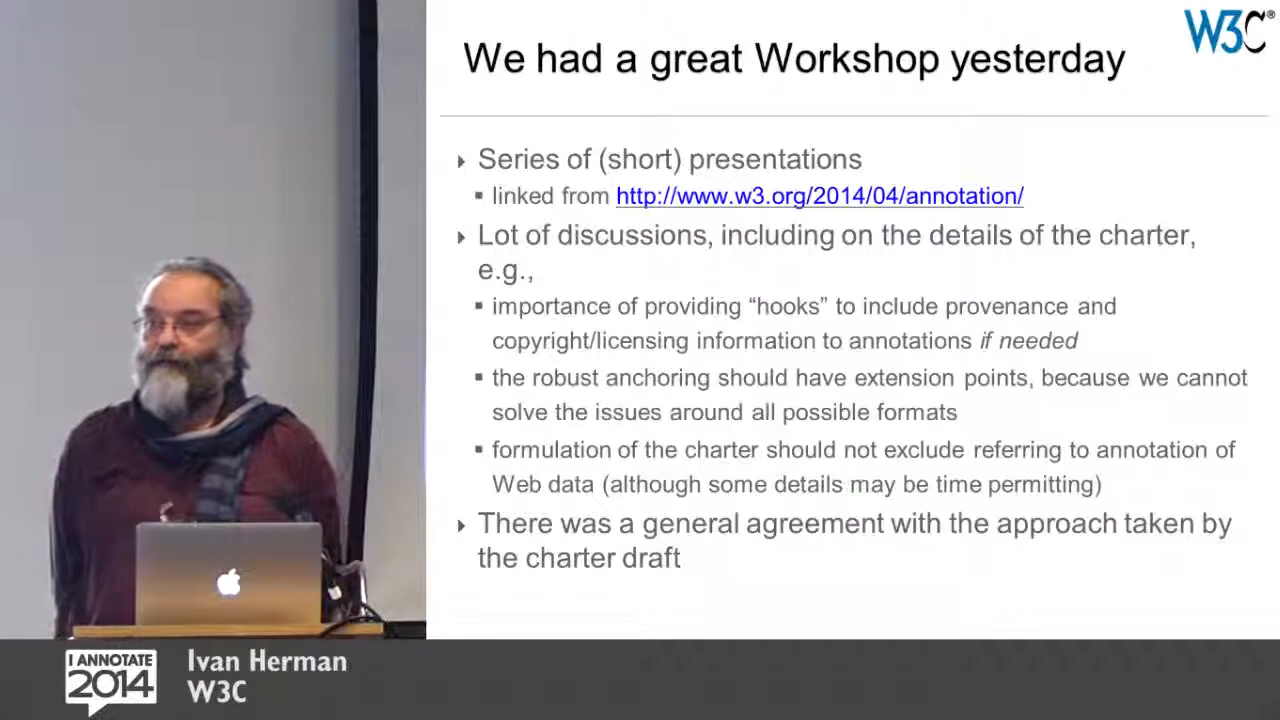 W3C®
We had a great Workshop yesterday
Series of (short) presentations
linked from http://www.w3.org/2014/04/annotation/
Lot of discussions, including on the details of the charter,
e.g.,
importance of providing “hooks” to include provenance and
copyright/licensing information to annotations if needed
the robust anchoring should have extension points, because we cannot
solve the issues around all possible formats
formulation of the charter should not exclude referring to annotation of
Web data (although some details may be time permitting)
There was a general agreement with the approach taken by
the charter draft
I ANNOTATE
2014
Ivan Herman
W3C